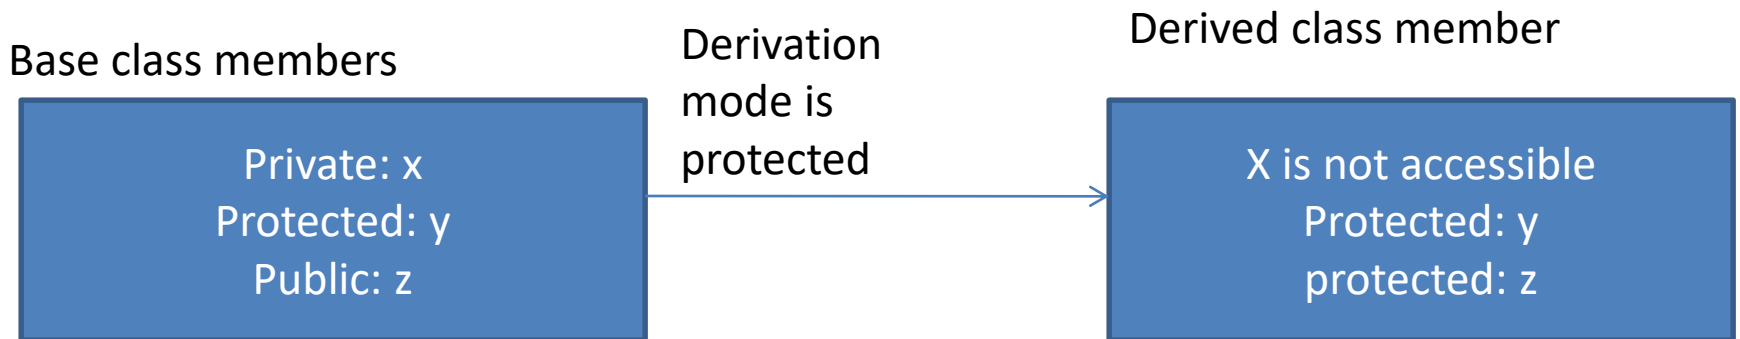 Base class members
Private: x
Protected: y
Public: z
Derivation
mode is
protected
Derived class member
X is not accessible
Protected: y
protected: z